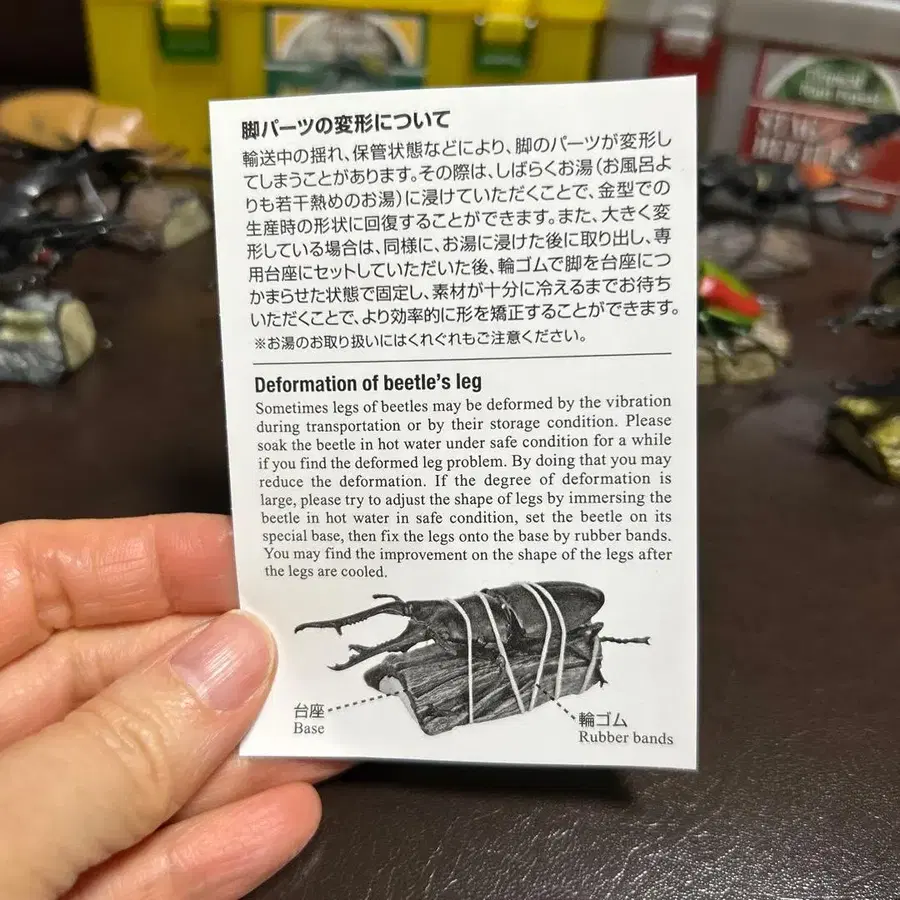 脚パーツの変形について
輸送中の揺れ、保管状態などにより、脚のパーツが変形し
てしまうことがあります。その際は、しばらくお湯（お風呂よ
りも若干熱めのお湯）に浸けていただくことで、金型での
生産時の形状に回復することができます。また、大きく変
形している場合は、同様に、お湯に浸けた後に取り出し、専
用台座にセットしていただいた後、輪ゴムで脚を台座につ
かまらせた状態で固定し、素材が十分に冷えるまでお待ち
いただくことで、より効率的に形を矯正することができます。
※お湯のお取り扱いにはくれぐれもご注意ください。
Deformation of beetle's leg
Sometimes legs of beetles may be deformed by the vibration
during transportation or by their storage condition. Please
soak the beetle in hot water under safe condition for a while
if you find the deformed leg problem. By doing that you may
reduce the deformation. If the degree of deformation is
large, please try to adjust the shape of legs by immersing the
beetle in hot water in safe condition, set the beetle on its
special base, then fix the legs onto the base by rubber bands.
You may find the improvement on the shape of the legs after
the legs are cooled.
台座
Base
輪ゴム
Rubber bands
BEETLES